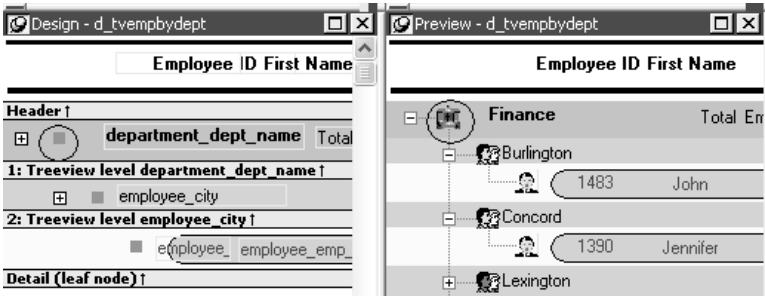 Design - d_tvempbydept
Employee ID First Name
Header ↑
department_dept_name Total
1: Treeview level department_dept_name ↑
employee_city
2: Treeview level employee_city ↑
employee_ employee_emp_
Detail (leaf node) ↑
Preview - d_tvempbydept
Employee ID First Name
Finance Total Em
Burlington
1483 John
Concord
1390 Jennifer
Lexington